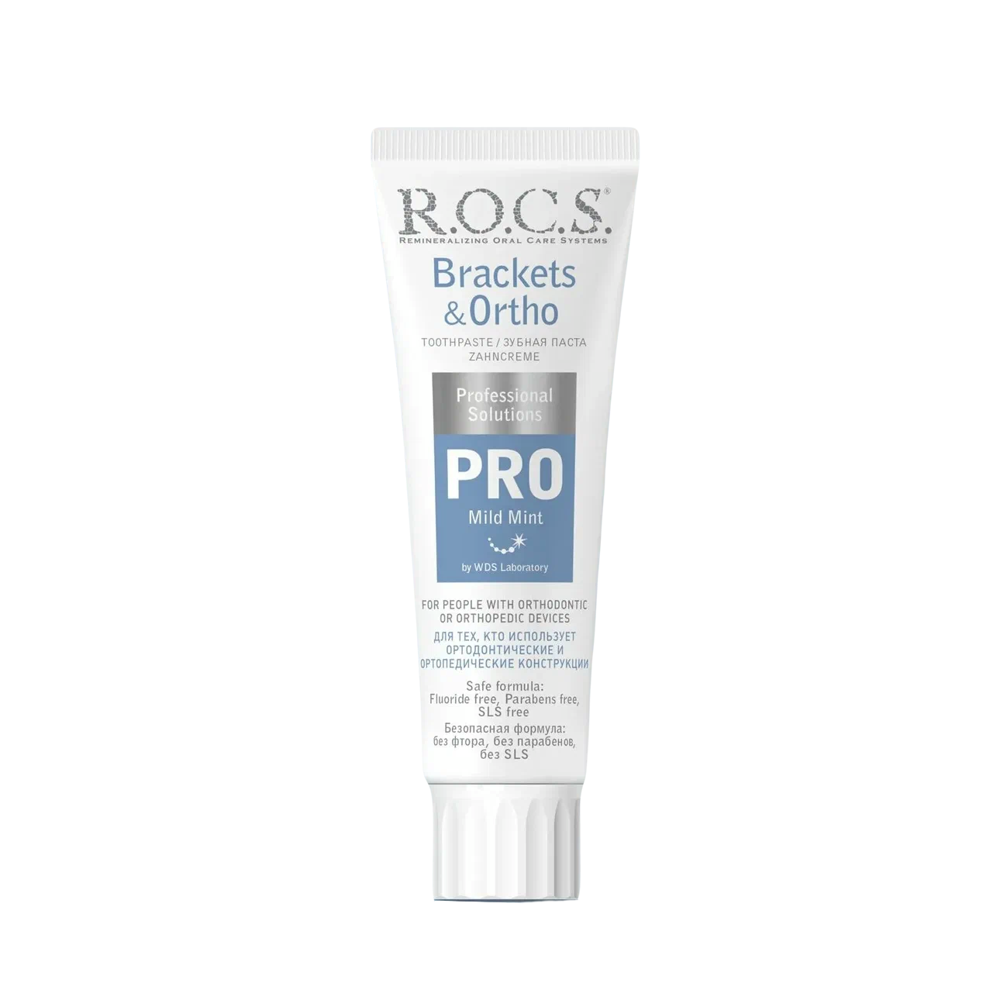 R.O.C.S.®
REMINERALIZING ORAL CARE SYSTEMS
Brackets
&Ortho
TOOTHPASTE / ЗУБНАЯ ПАСТА
ZAHNCREME
Professional
Solutions
PRO
Mild Mint
by WDS Laboratory
FOR PEOPLE WITH ORTHODONTIC
OR ORTHOPEDIC DEVICES
ДЛЯ ТЕХ, КТО ИСПОЛЬЗУЕТ
ОРТОДОНТИЧЕСКИЕ И
ОРТОПЕДИЧЕСКИЕ КОНСТРУКЦИИ
Safe formula:
Fluoride free, Parabens free,
SLS free
Безопасная формула:
без фтора, без парабенов,
без SLS